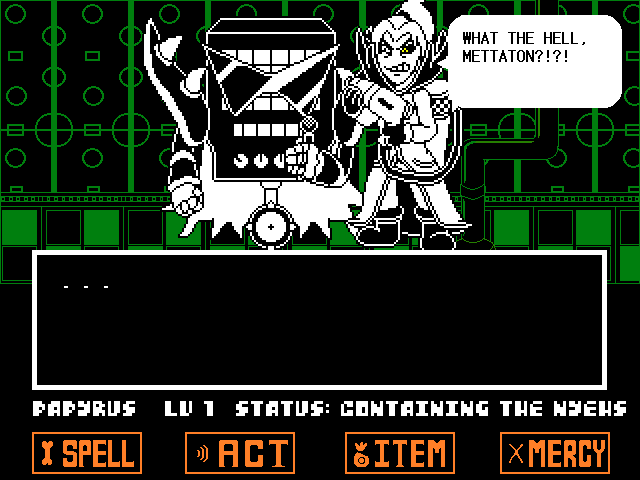 WHAT THE HELL,
METTATON?!?!
- - -
PAPYRUS LV 1 STATUS: CONTAINING THE NYEHS
SPELL ACT ITEM MERCY